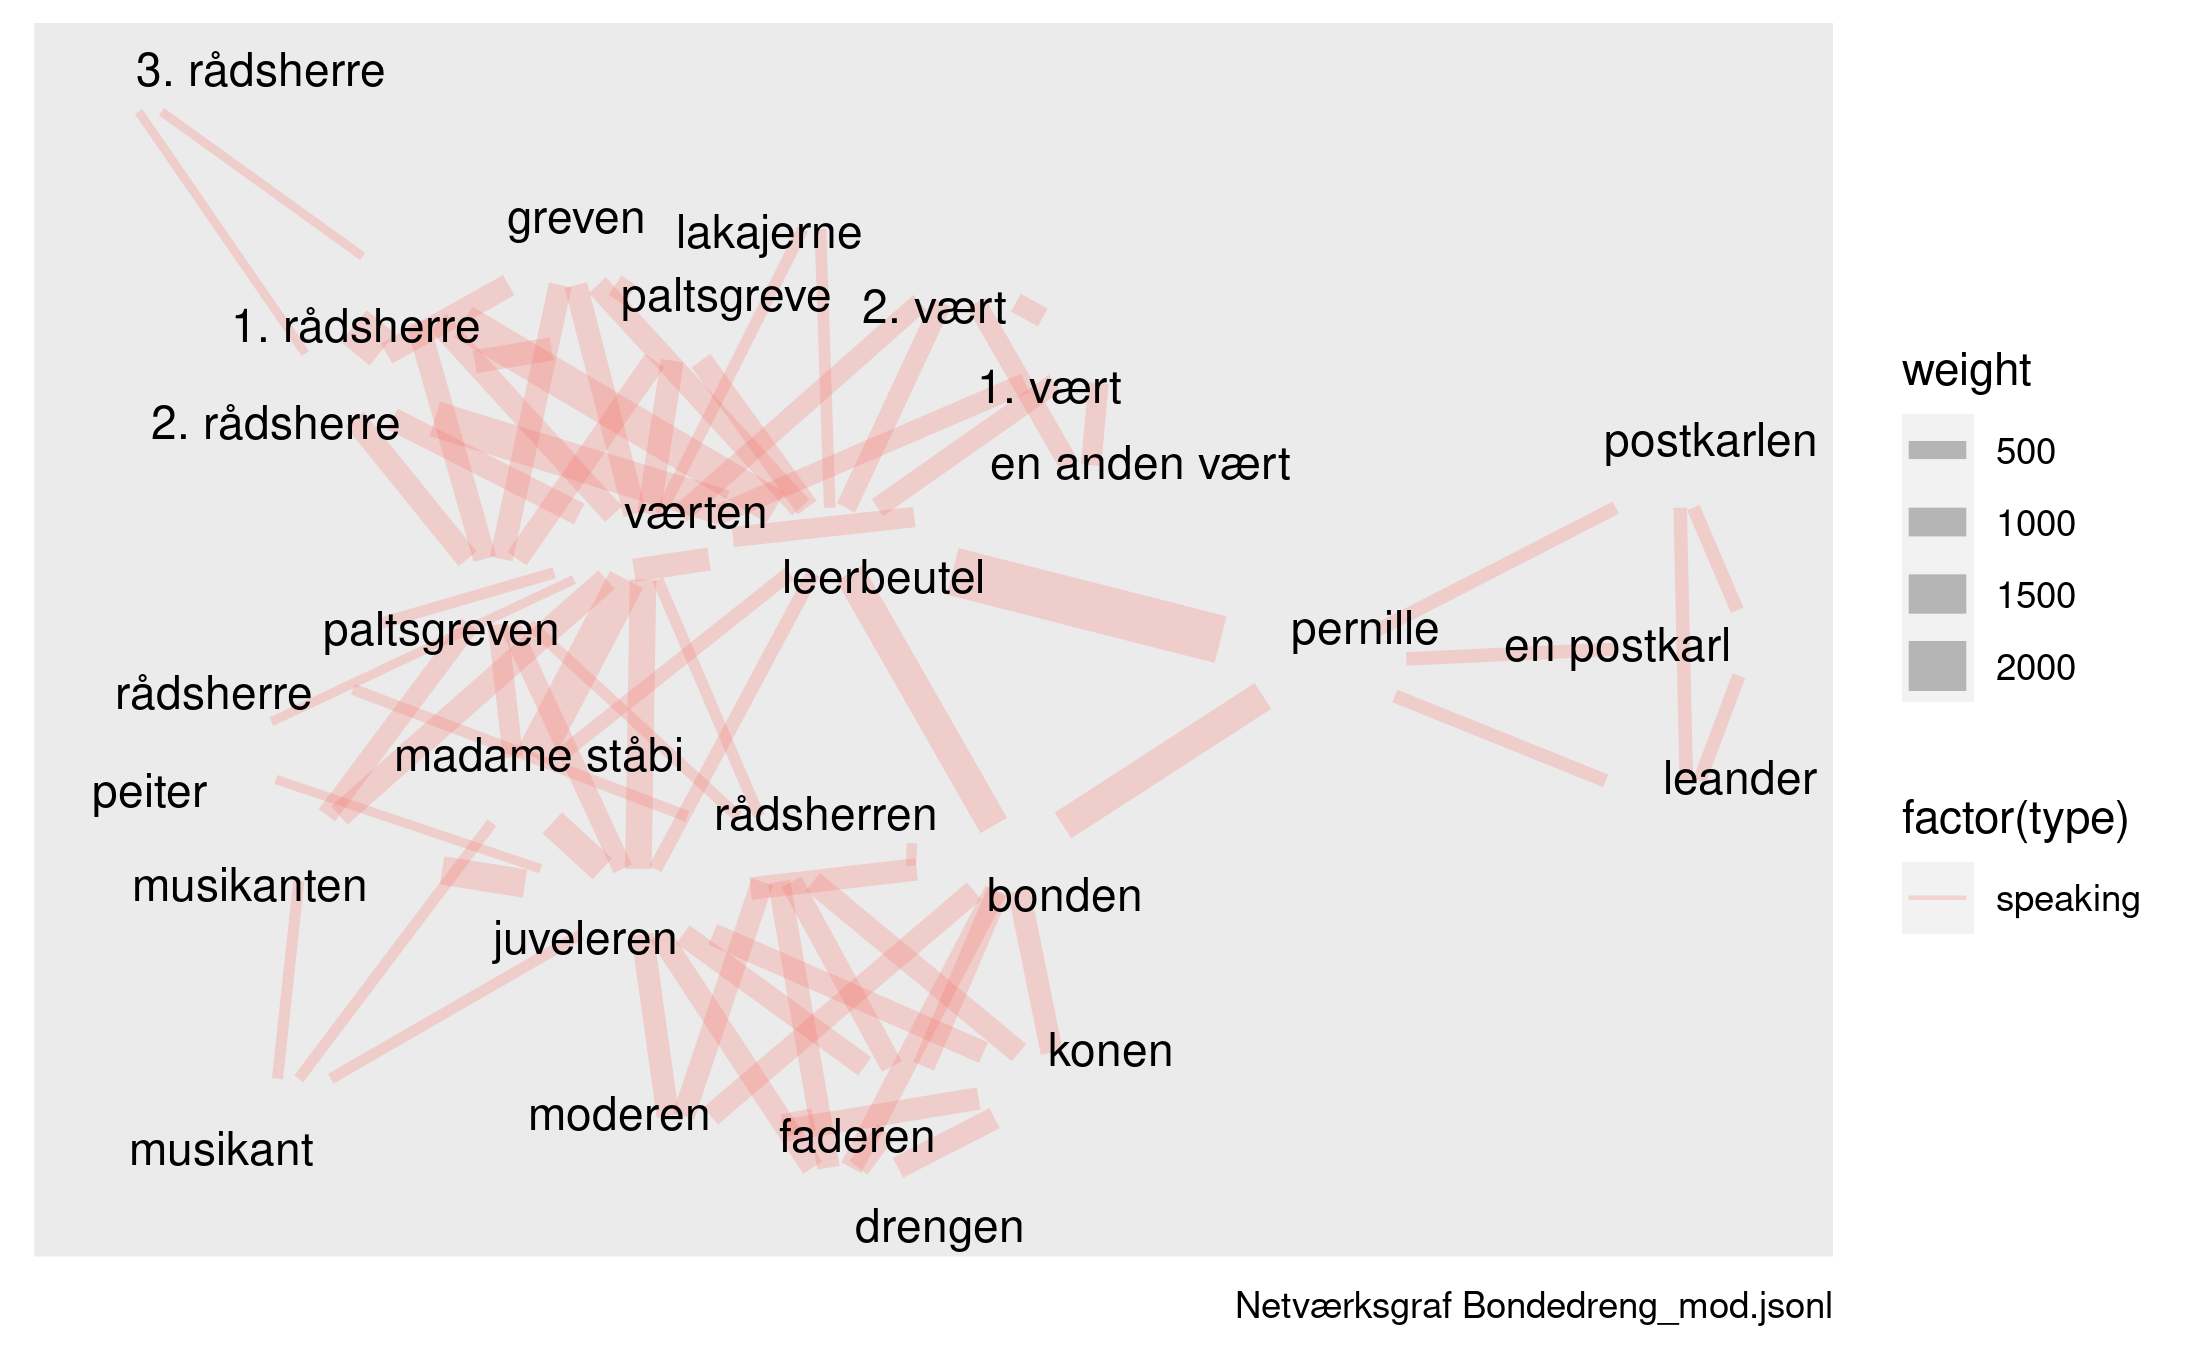 3. rådsherre
greven
lakajerne
paltsgreve
2. vært
1. rådsherre
1. vært
2. rådsherre
en anden vært
postkarlen
værten
leerbeutel
paltsgreven
pernille
en postkarl
rådsherre
madame ståbi
peiter
rådsherren
leander
musikanten
bonden
juveleren
konen
moderen
faderen
musikant
drengen
weight
500
1000
1500
2000
factor(type)
speaking
Netværksgraf Bondedreng_mod.jsonl